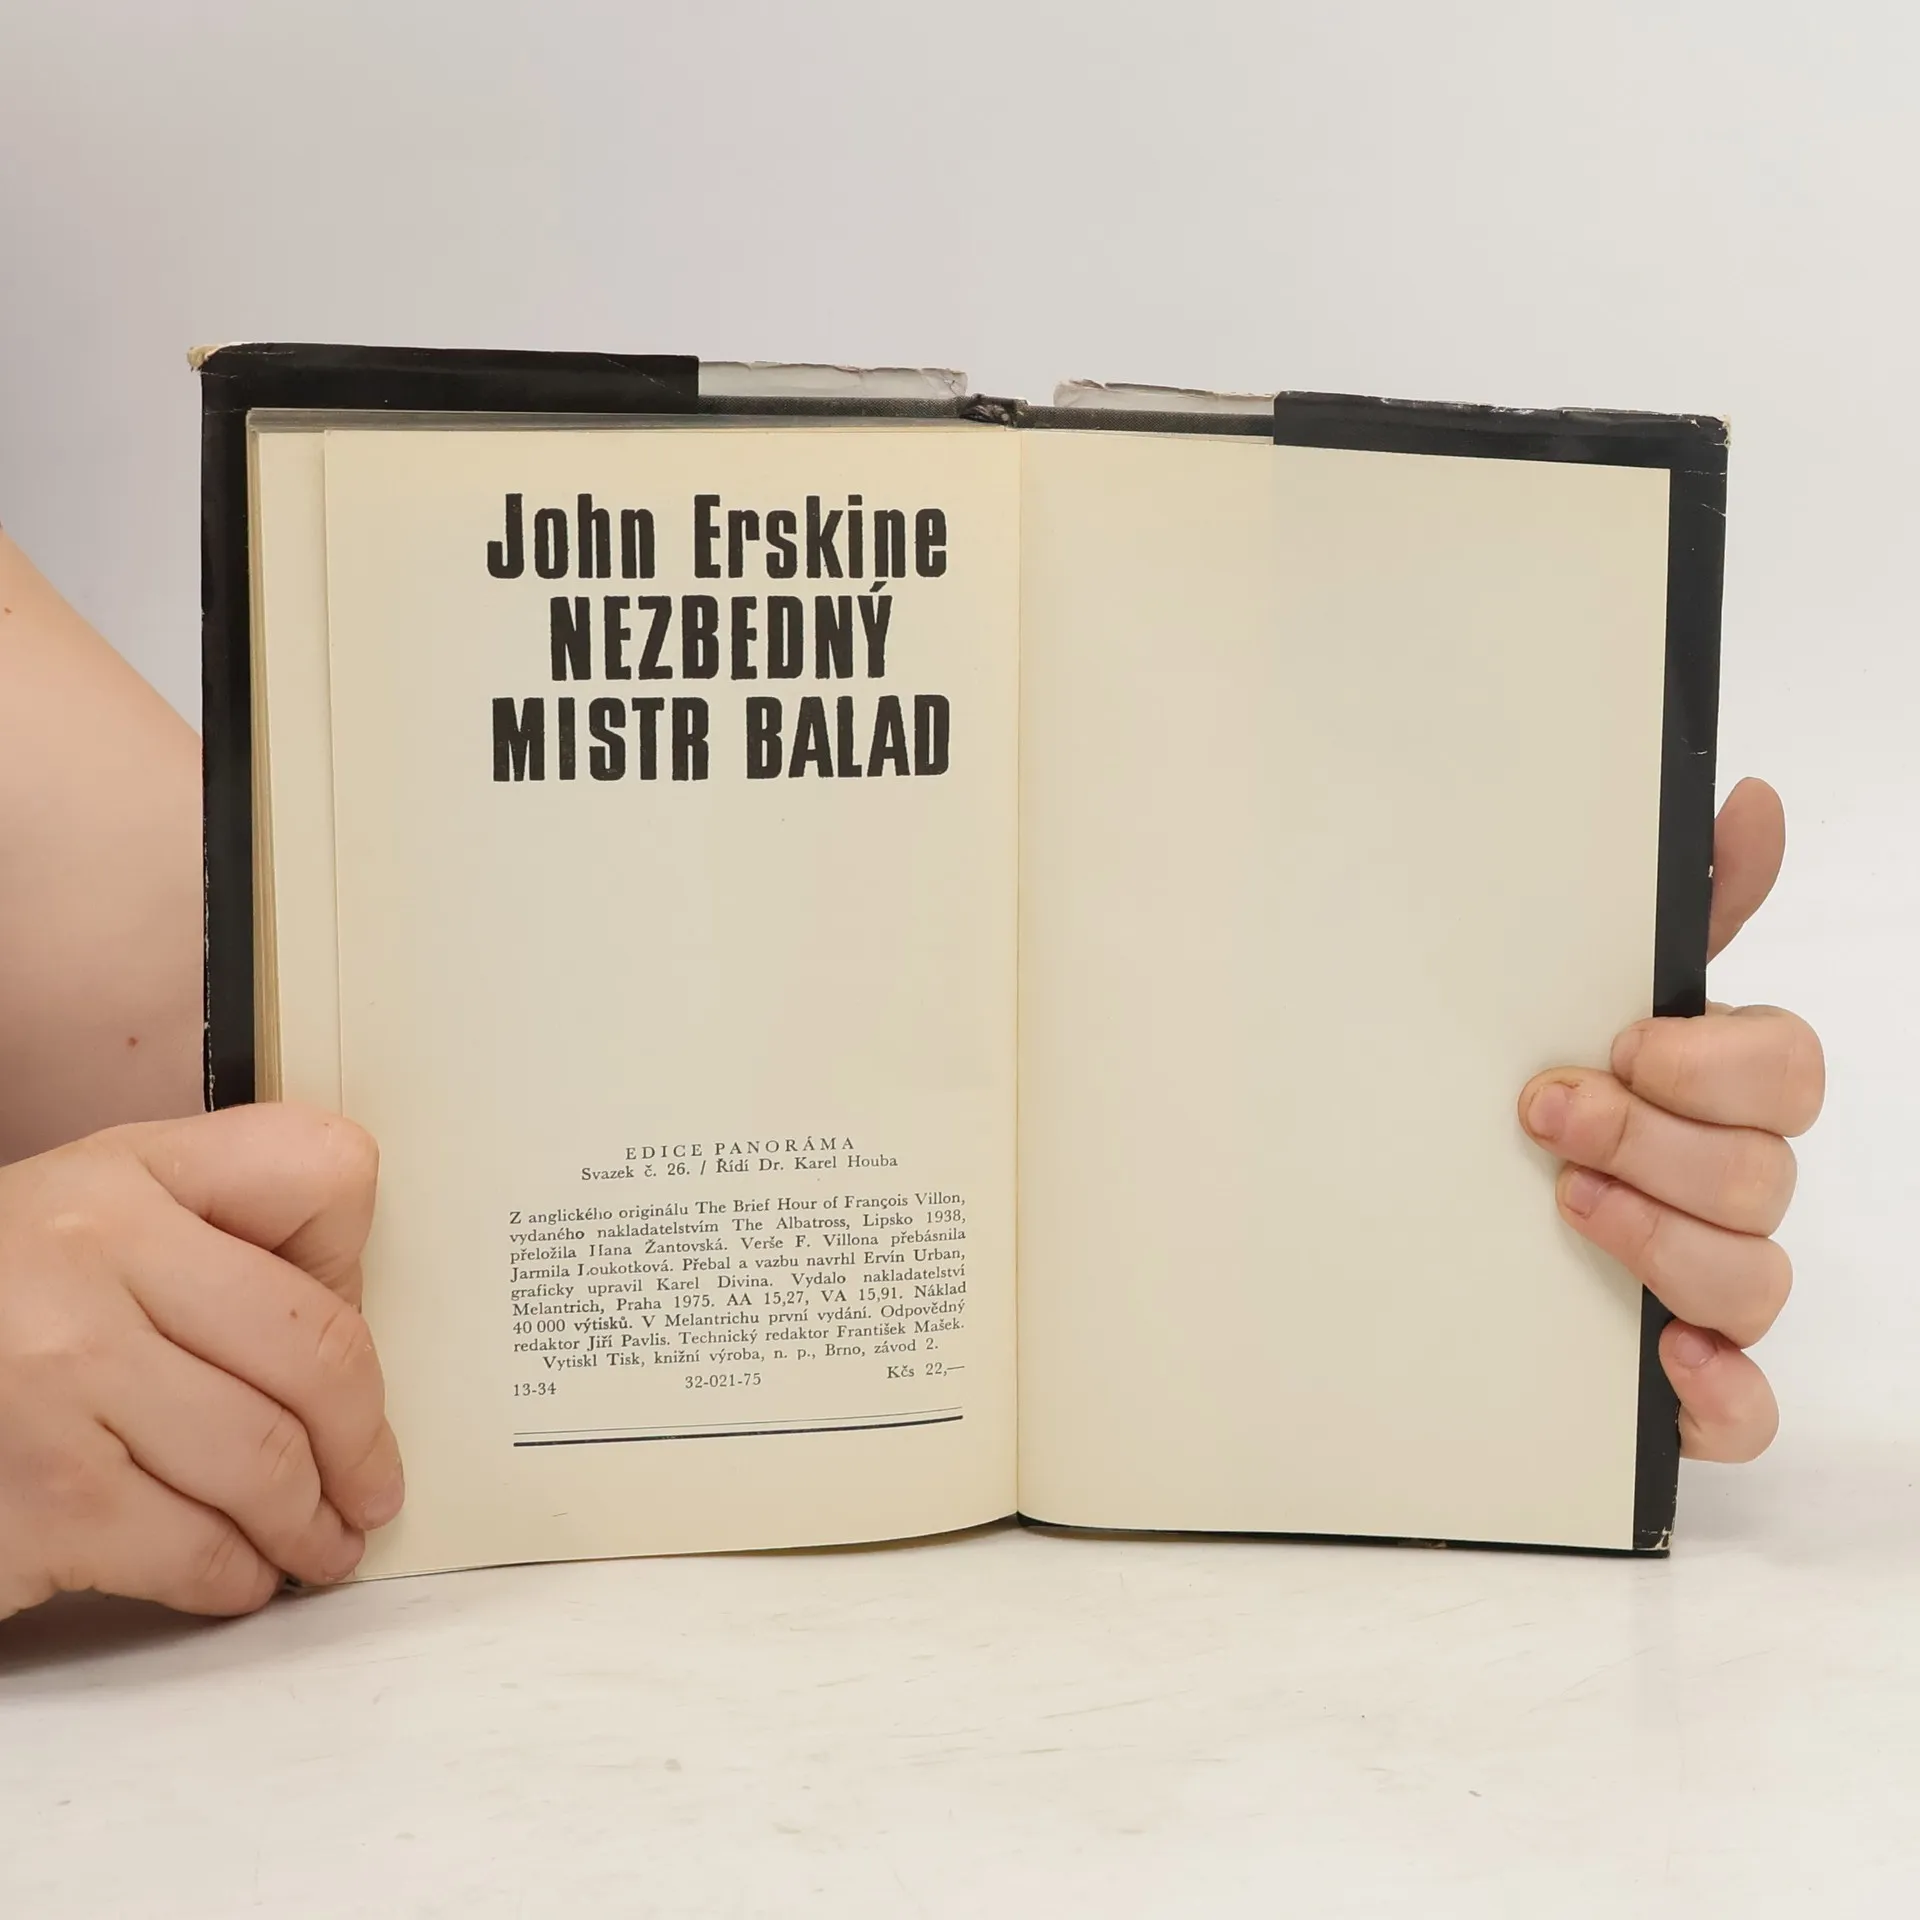 John Erskine
NEZBEDNÝ
MISTR BALAD
EDICE PANORÁMA
Svazek č. 26. / Řídí Dr. Karel Houba
Z anglického originálu The Brief Hour of François Villon,
vydaného nakladatelstvím The Albatross, Lipsko 1938,
přeložila Hana Žantovská. Verše F. Villona přebásnila
Jarmila Loukotková. Přebal a vazbu navrhl Ervín Urban,
graficky upravil Karel Divina. Vydalo nakladatelství
Melantrich, Praha 1975. AA 15,27, VA 15,91. Náklad
40 000 výtisků. V Melantrichu první vydání. Odpovědný
redaktor Jiří Pavlis. Technický redaktor František Mašek.
Vytiskl Tisk, knižní výroba, n. p., Brno, závod 2.
13-34 32-021-75 Kčs 22,—